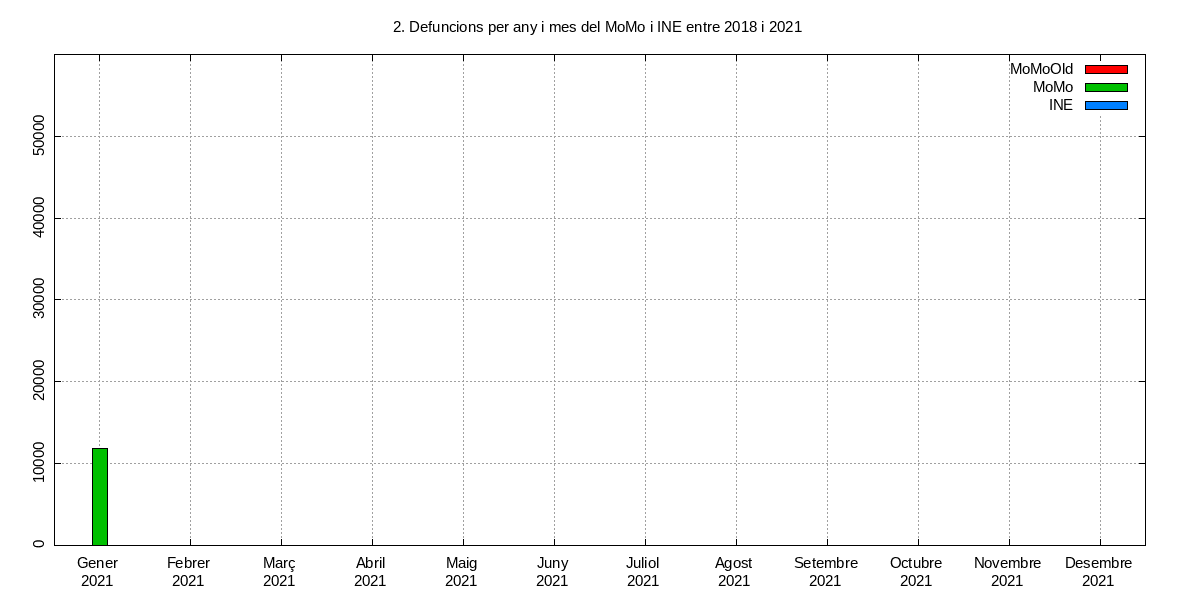 2. Defuncions per any i mes del MoMo i INE entre 2018 i 2021
MoMoOld
MoMo
INE
50000
40000
30000
20000
10000
0
Gener
2021
Febrer
2021
Març
2021
Abril
2021
Maig
2021
Juny
2021
Juliol
2021
Agost
2021
Setembre
2021
Octubre
2021
Novembre
2021
Desembre
2021